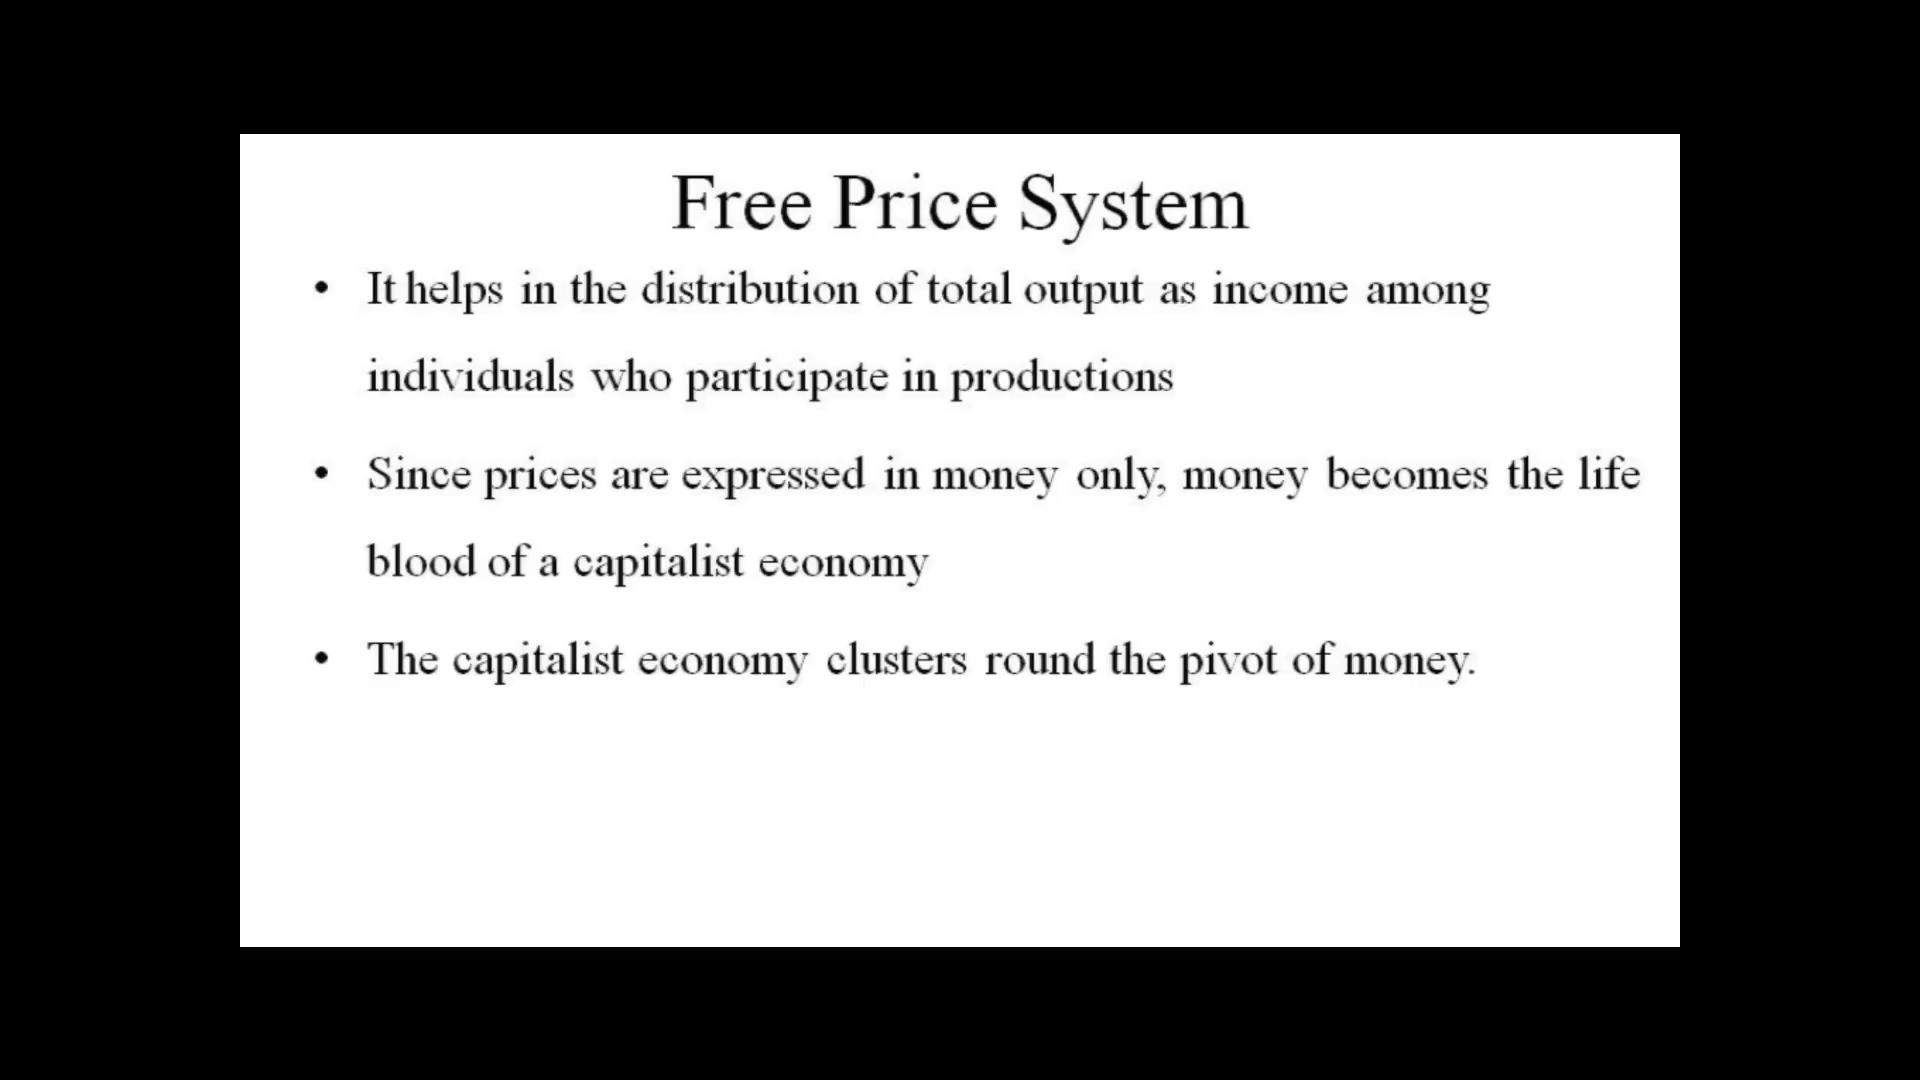 Free Price System
• It helps in the distribution of total output as income among
individuals who participate in productions
• Since prices are expressed in money only, money becomes the life
blood of a capitalist economy
• The capitalist economy clusters round the pivot of money.